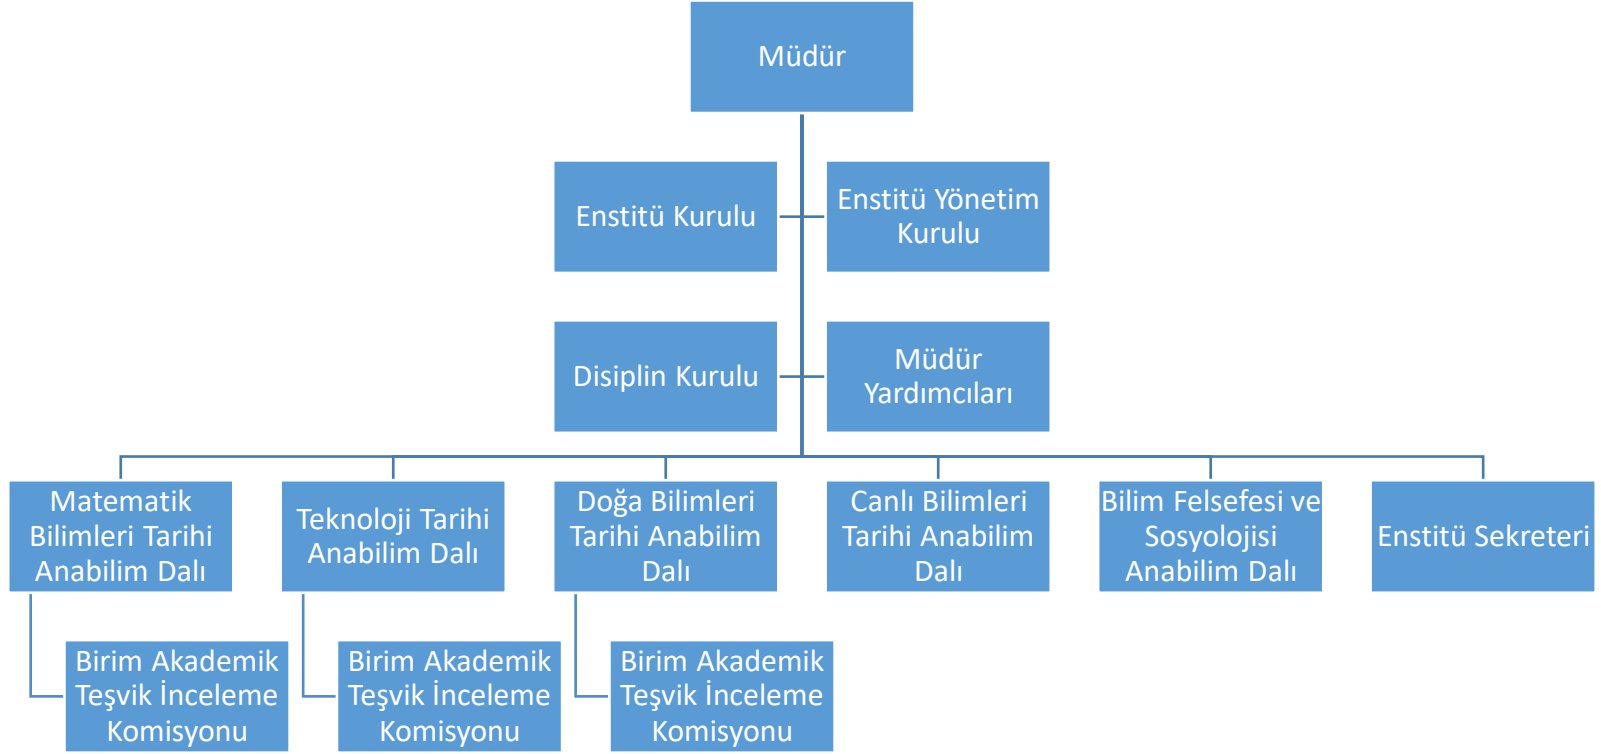 Müdür
Enstitü Kurulu
Enstitü Yönetim
Kurulu
Disiplin Kurulu
Müdür
Yardımcıları
Matematik
Bilimleri Tarihi
Anabilim Dalı
Teknoloji Tarihi
Anabilim Dalı
Doğa Bilimleri
Tarihi Anabilim
Dalı
Canlı Bilimleri
Tarihi Anabilim
Dalı
Bilim Felsefesi ve
Sosyolojisi
Anabilim Dalı
Enstitü Sekreteri
Birim Akademik
Teşvik İnceleme
Komisyonu
Birim Akademik
Teşvik İnceleme
Komisyonu
Birim Akademik
Teşvik İnceleme
Komisyonu